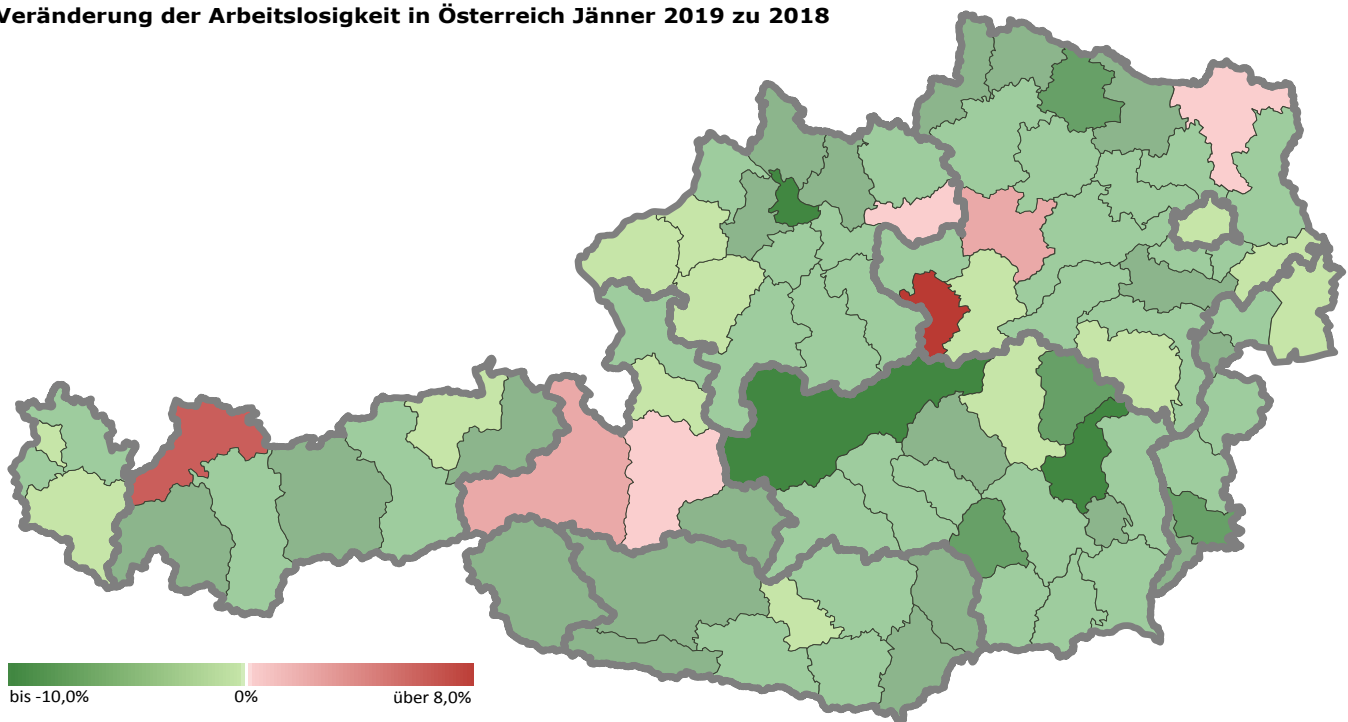 Veränderung der Arbeitslosigkeit in Österreich Jänner 2019 zu 2018
bis -10,0% 0% über 8,0%